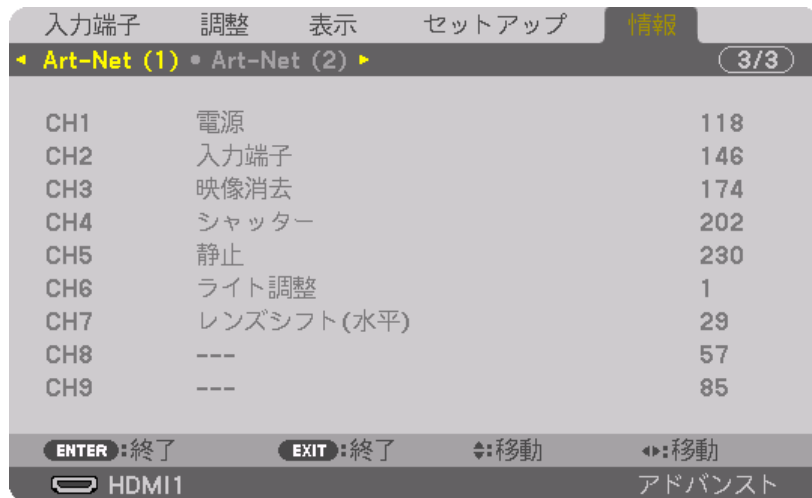 入力端子 調整 表示 セットアップ 情報
◂ Art-Net (1) ● Art-Net (2) ▸ 3/3
CH1 電源 118
CH2 入力端子 146
CH3 映像消去 174
CH4 シャッター 202
CH5 静止 230
CH6 ライト調整 1
CH7 レンズシフト(水平) 29
CH8 --- 57
CH9 --- 85
ENTER:終了 EXIT:終了 ♦:移動 ◂▸:移動
HDMI1 アドバンスト